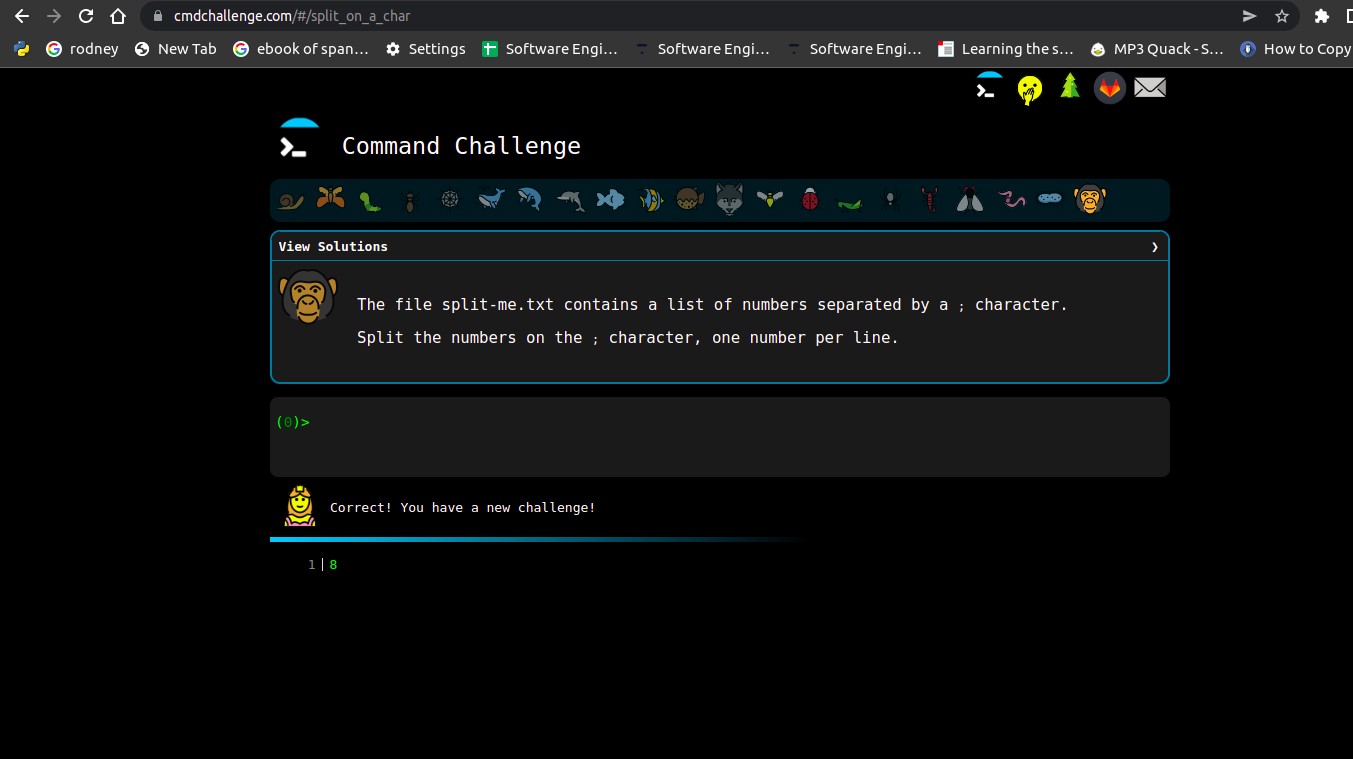 cmdchallenge.com/#/split_on_a_char
rodney
New Tab
ebook of span...
Settings
Software Engi...
Software Engi...
Software Engi...
Learning the s...
MP3 Quack - S...
How to Copy
Command Challenge
View Solutions
The file split-me.txt contains a list of numbers separated by a ; character.
Split the numbers on the ; character, one number per line.
(0)>
Correct! You have a new challenge!
1 8